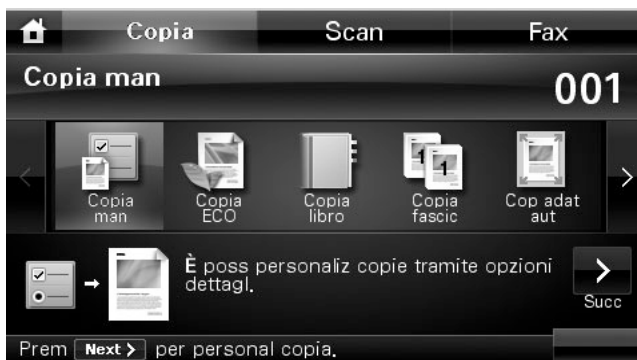 Copia Scan Fax
Copia man 001
Copia
man
Copia
ECO
Copia
libro
Copia
fascic
Cop adat
aut
È poss personaliz copie tramite opzioni
dettagl.
Succ
Prem Next > per personal copia.